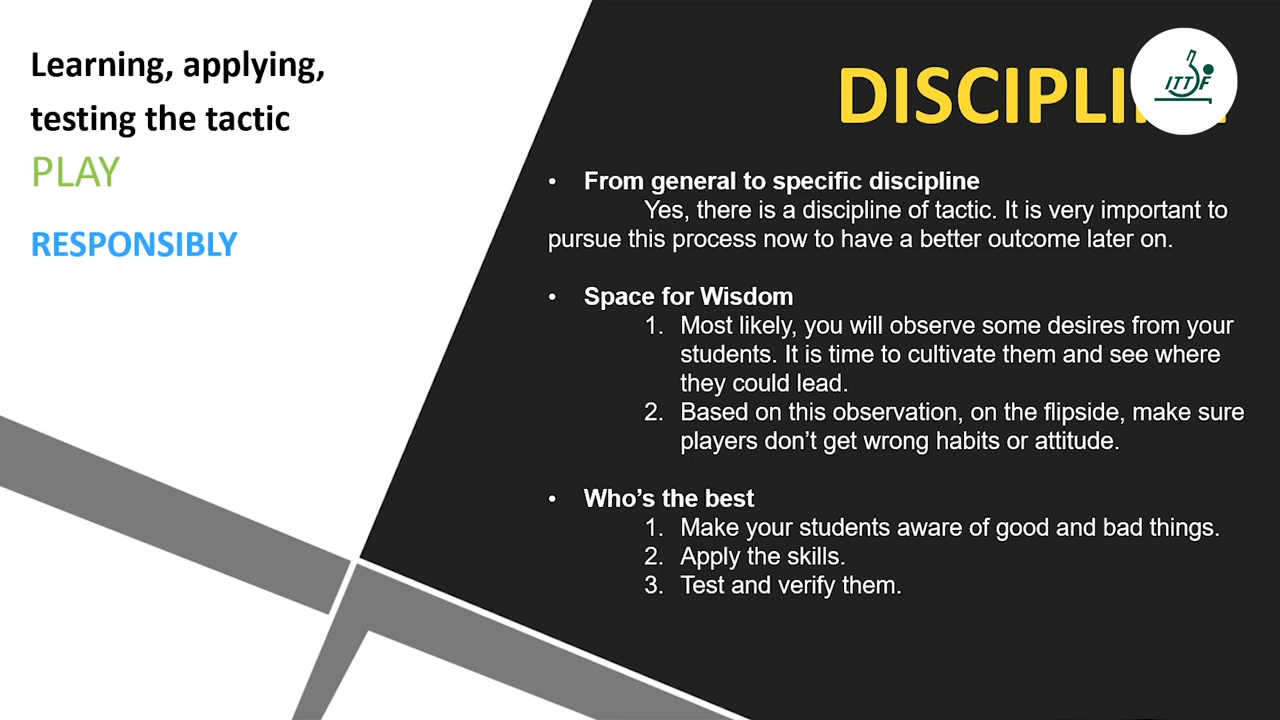 Learning, applying,
testing the tactic
PLAY
RESPONSIBLY
ITTF
• From general to specific discipline
Yes, there is a discipline of tactic. It is very important to
pursue this process now to have a better outcome later on.
• Space for Wisdom
1. Most likely, you will observe some desires from your
students. It is time to cultivate them and see where
they could lead.
2. Based on this observation, on the flipside, make sure
players don’t get wrong habits or attitude.
• Who’s the best
1. Make your students aware of good and bad things.
2. Apply the skills.
3. Test and verify them.